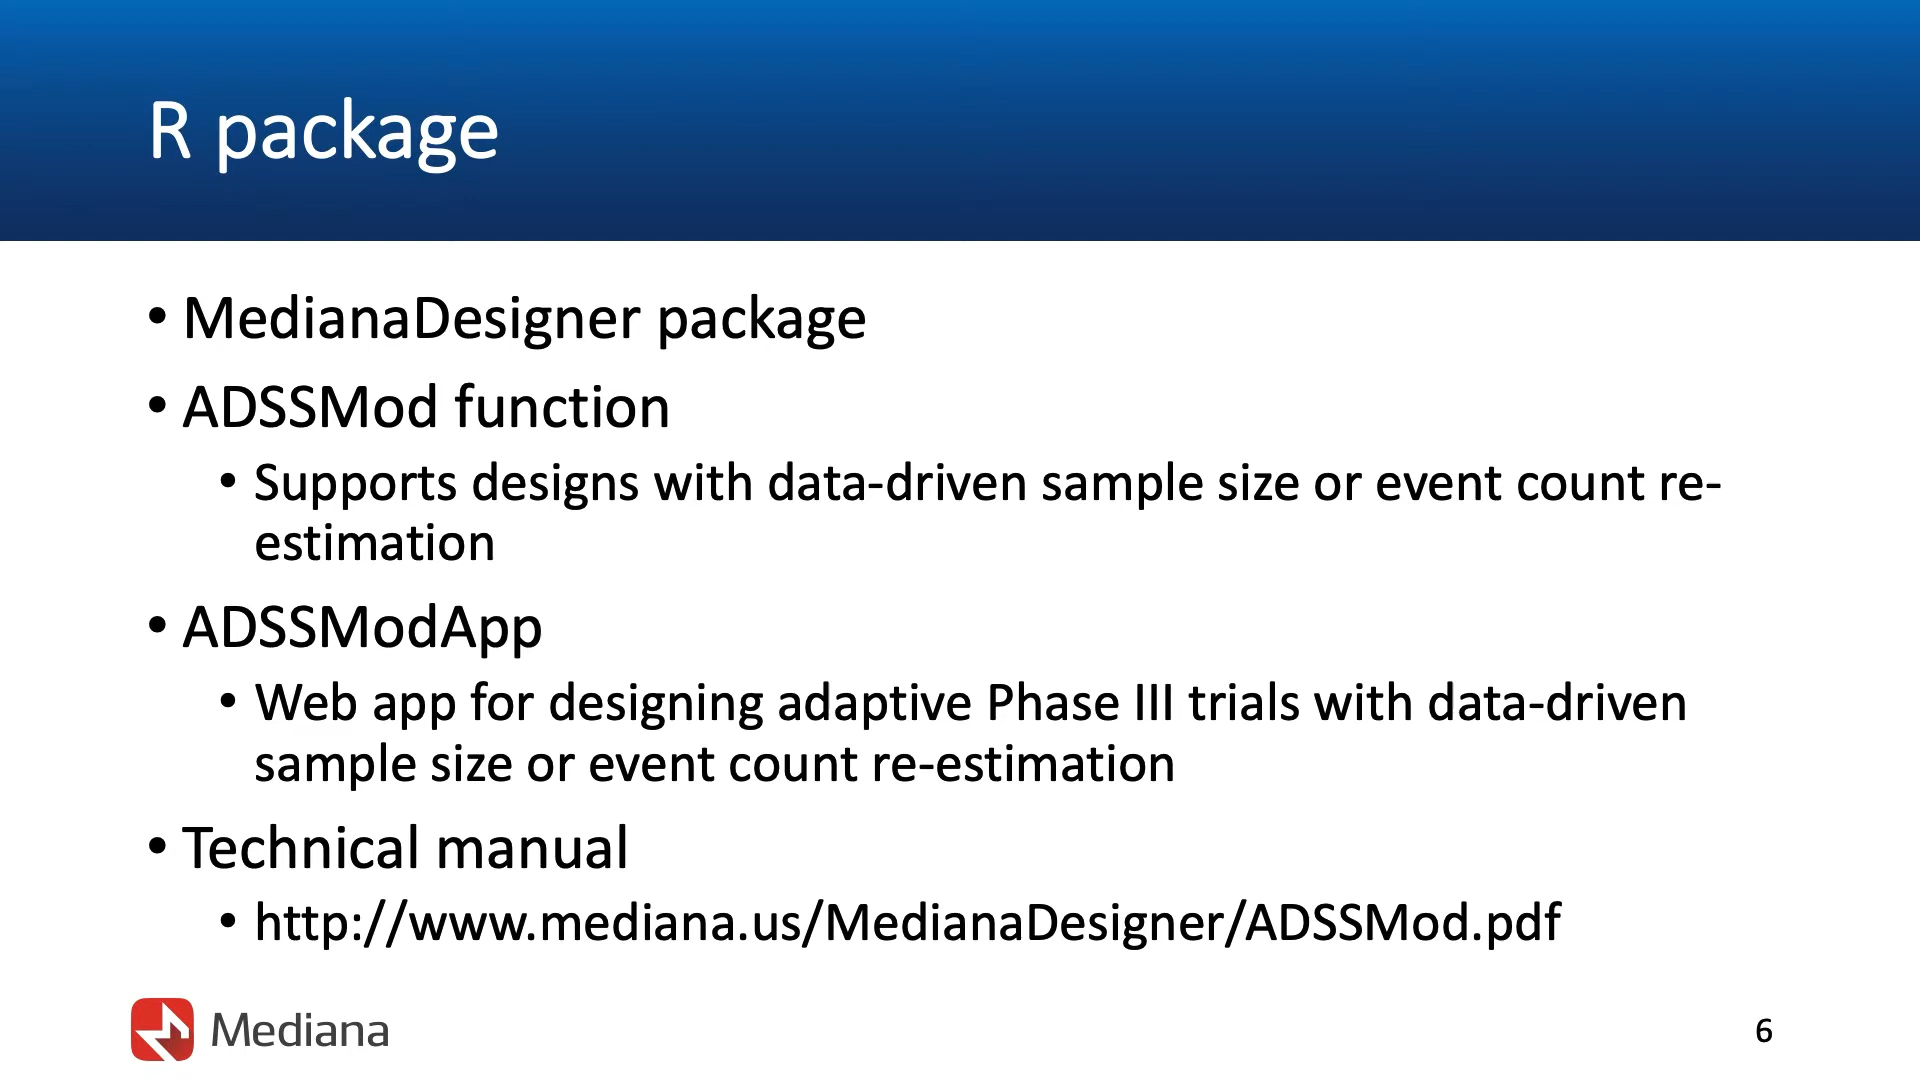 R package
• MedianaDesigner package
• ADSSMod function
• Supports designs with data-driven sample size or event count re-
estimation
• ADSSModApp
• Web app for designing adaptive Phase III trials with data-driven
sample size or event count re-estimation
• Technical manual
• http://www.mediana.us/MedianaDesigner/ADSSMod.pdf
Mediana
6